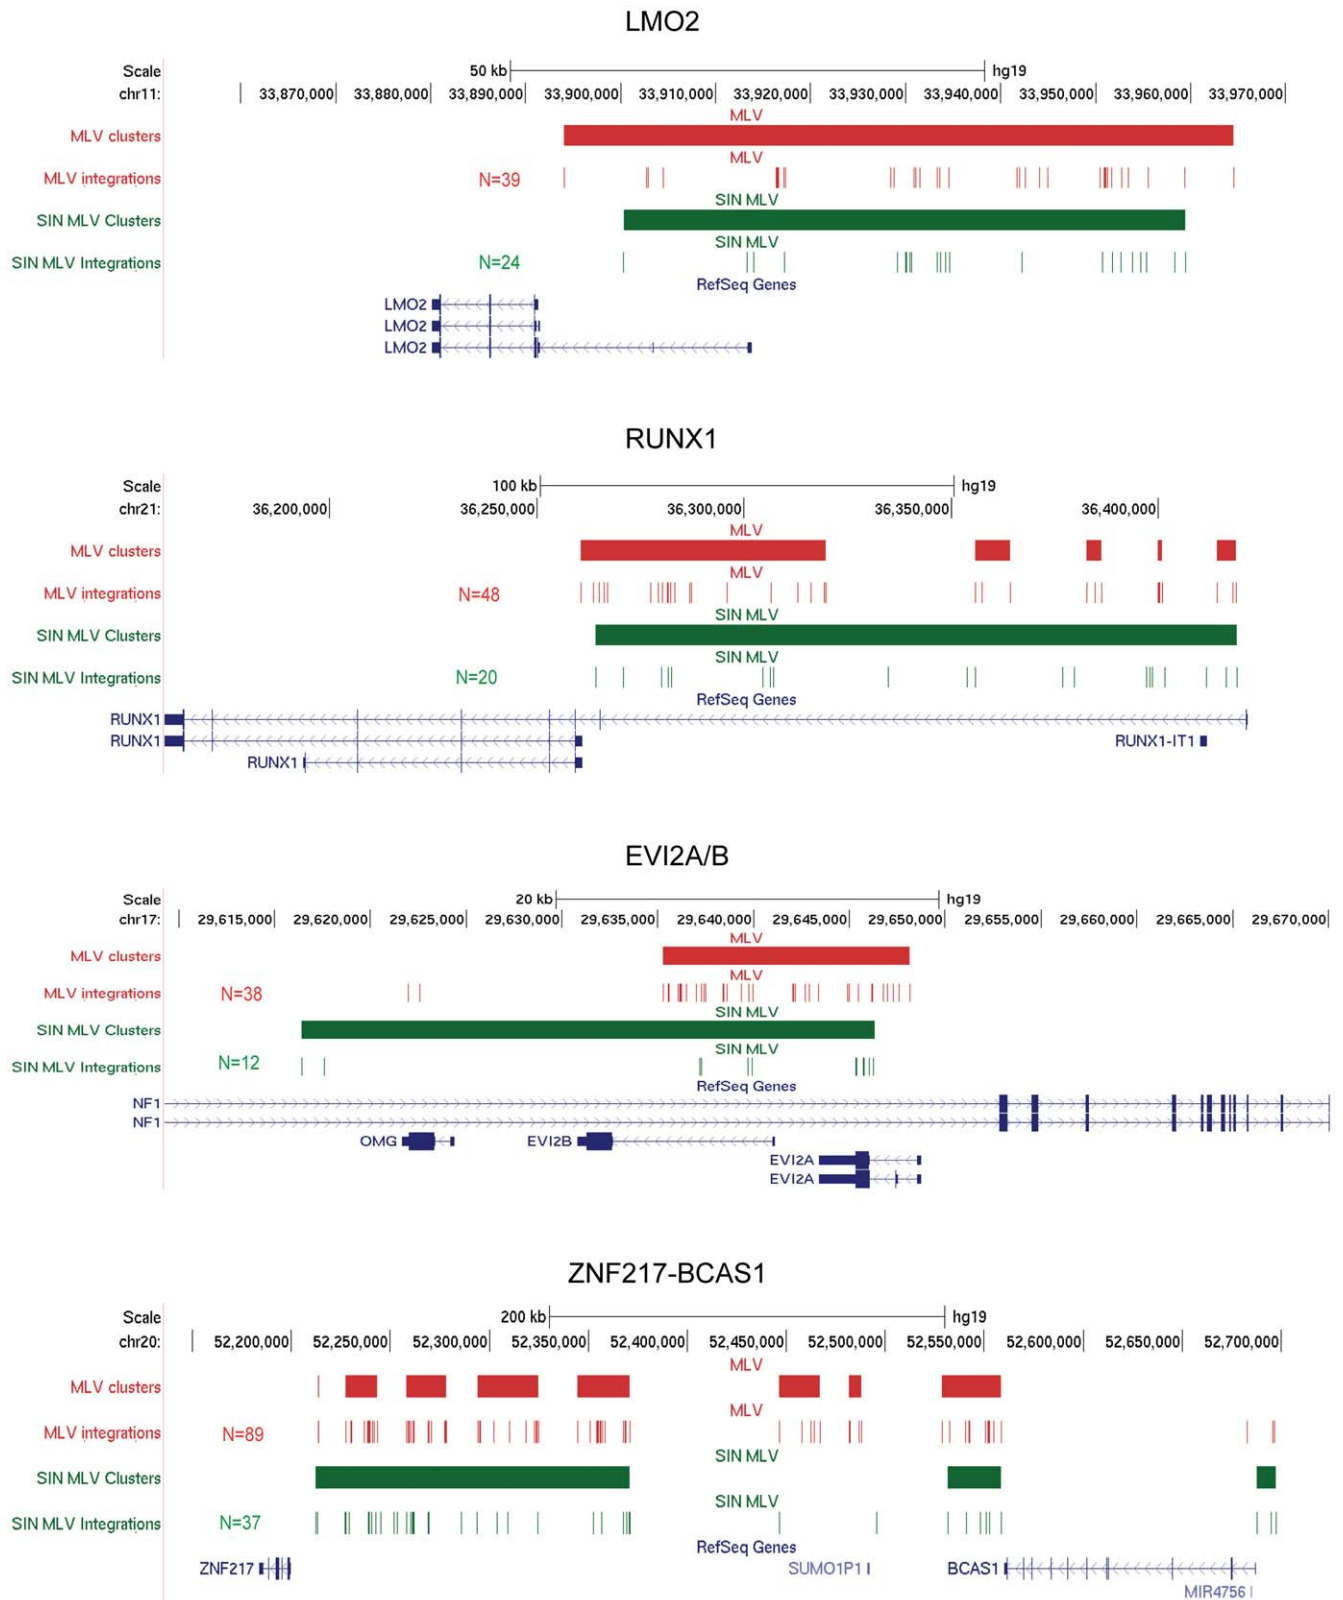 LMO2
Scale 50 kb hg19
chr11: 33,870,000 33,880,000 33,890,000 33,900,000 33,910,000 33,920,000 33,930,000 33,940,000 33,950,000 33,960,000 33,970,000
MLV
MLV clusters
MLV
MLV integrations N=39
SIN MLV
SIN MLV Clusters
SIN MLV
SIN MLV Integrations N=24
RefSeq Genes
LMO2
LMO2
LMO2
RUNX1
Scale 100 kb hg19
chr21: 36,200,000 36,250,000 36,300,000 36,350,000 36,400,000
MLV
MLV clusters
MLV
MLV integrations N=48
SIN MLV
SIN MLV Clusters
SIN MLV
SIN MLV Integrations N=20
RefSeq Genes
RUNX1
RUNX1 RUNX1-IT1
RUNX1
EVI2A/B
Scale 20 kb hg19
chr17: 29,615,000 29,620,000 29,625,000 29,630,000 29,635,000 29,640,000 29,645,000 29,650,000 29,655,000 29,660,000 29,665,000 29,670,000
MLV
MLV clusters
MLV
MLV integrations N=38
SIN MLV
SIN MLV Clusters
SIN MLV
SIN MLV Integrations N=12
RefSeq Genes
NF1
NF1
OMG EVI2B
EVI2A
EVI2A
ZNF217-BCAS1
Scale 200 kb hg19
chr20: 52,200,000 52,250,000 52,300,000 52,350,000 52,400,000 52,450,000 52,500,000 52,550,000 52,600,000 52,650,000 52,700,000
MLV
MLV clusters
MLV
MLV integrations N=89
SIN MLV
SIN MLV Clusters
SIN MLV
SIN MLV Integrations N=37
RefSeq Genes
ZNF217 SUMO1P1 BCAS1
MIR4756